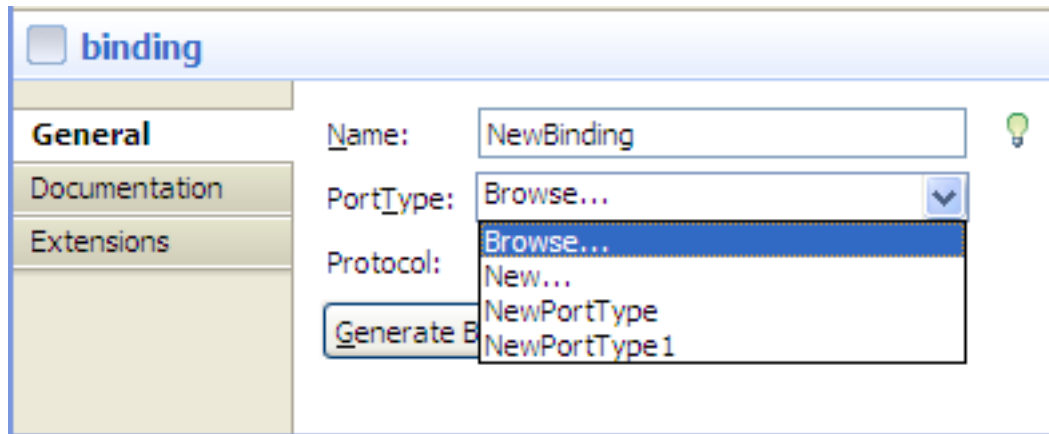 binding
General
Documentation
Extensions
Name: NewBinding
PortType: Browse...
Browse...
New...
NewPortType
NewPortType1
Protocol:
Generate